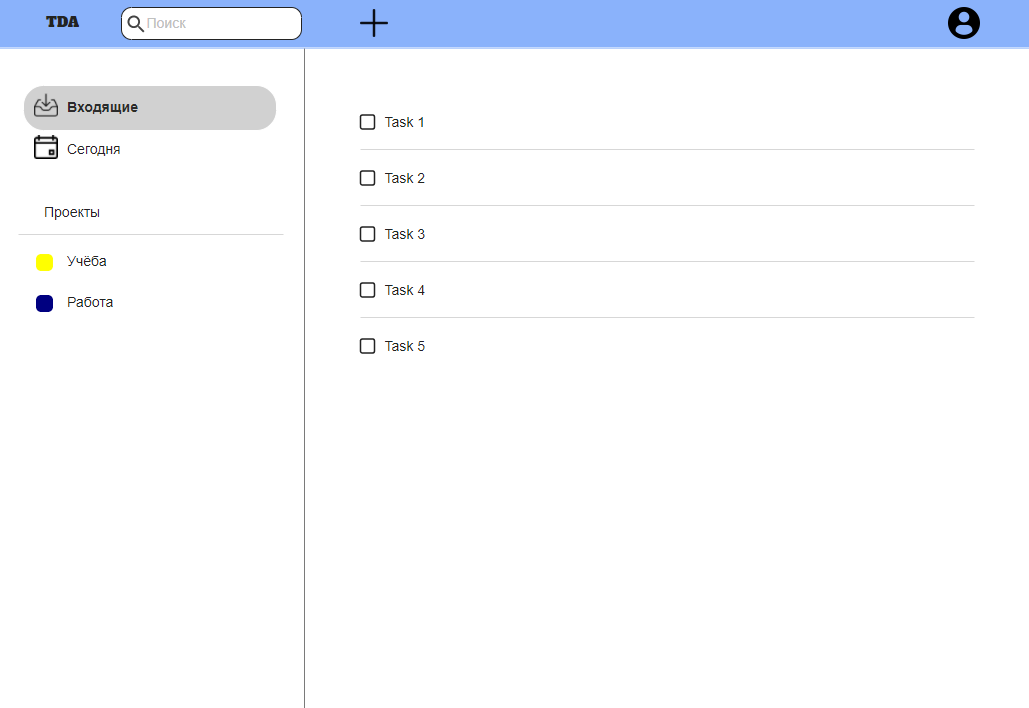 TDA
Поиск
Входящие
Сегодня
Проекты
Учёба
Работа
Task 1
Task 2
Task 3
Task 4
Task 5